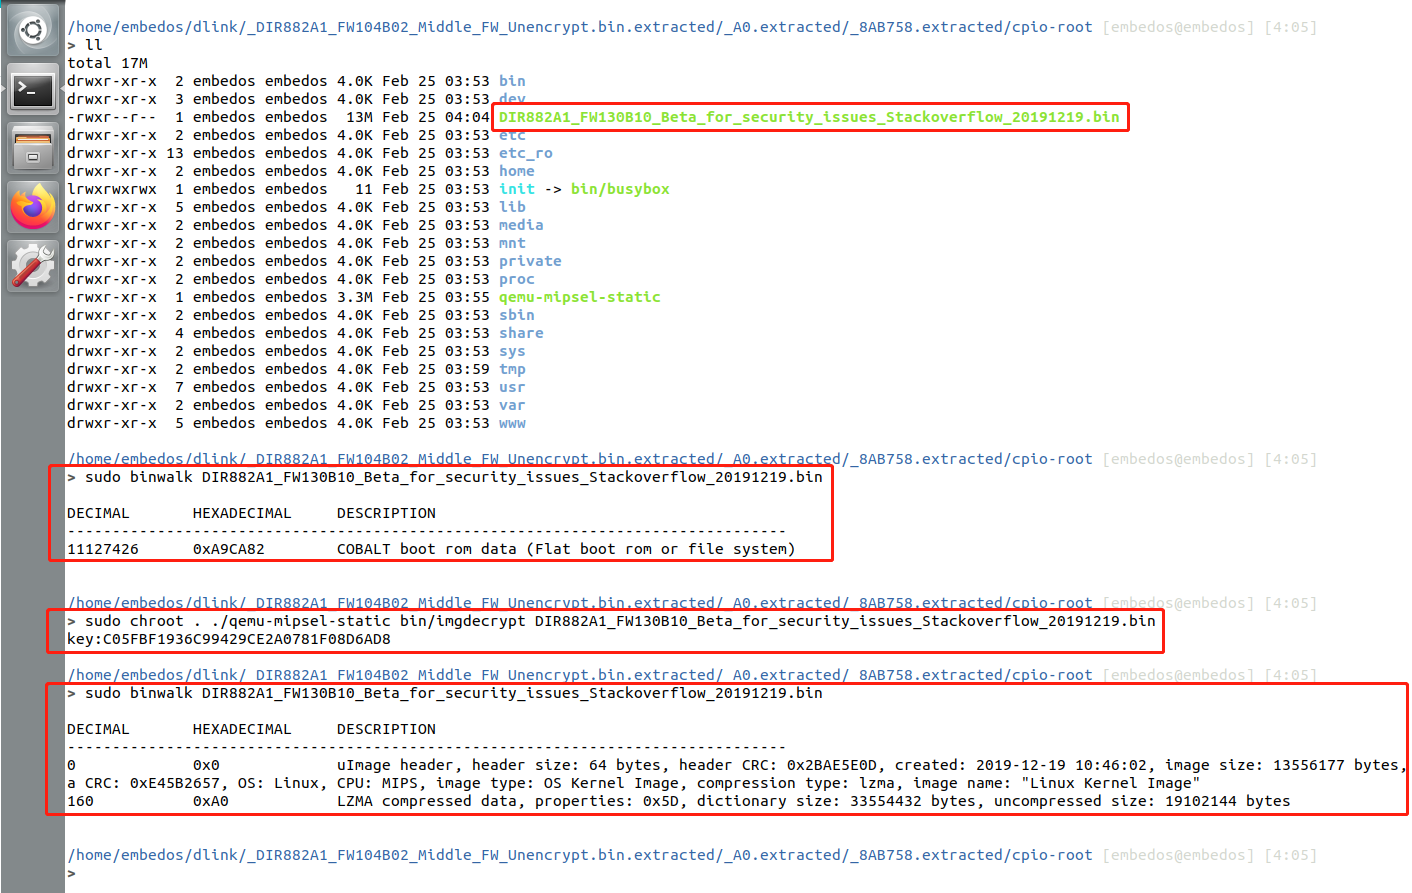 /home/embedos/dlink/_DIR882A1_FW104B02_Middle_FW_Unencrypt.bin.extracted/_A0.extracted/_8AB758.extracted/cpio-root [embedos@embedos] [4:05]
> ll
total 17M
drwxr-xr-x  2 embedos embedos 4.0K Feb 25 03:53 bin
drwxr-xr-x  3 embedos embedos 4.0K Feb 25 03:53 dev
-rwxr--r--  1 embedos embedos  13M Feb 25 04:04 DIR882A1_FW130B10_Beta_for_security_issues_Stackoverflow_20191219.bin
drwxr-xr-x  2 embedos embedos 4.0K Feb 25 03:53 etc
drwxr-xr-x 13 embedos embedos 4.0K Feb 25 03:53 etc_ro
drwxr-xr-x  2 embedos embedos 4.0K Feb 25 03:53 home
lrwxrwxrwx  1 embedos embedos   11 Feb 25 03:53 init -> bin/busybox
drwxr-xr-x  5 embedos embedos 4.0K Feb 25 03:53 lib
drwxr-xr-x  2 embedos embedos 4.0K Feb 25 03:53 media
drwxr-xr-x  2 embedos embedos 4.0K Feb 25 03:53 mnt
drwxr-xr-x  2 embedos embedos 4.0K Feb 25 03:53 private
drwxr-xr-x  2 embedos embedos 4.0K Feb 25 03:53 proc
-rwxr-xr-x  1 embedos embedos 3.3M Feb 25 03:55 qemu-mipsel-static
drwxr-xr-x  2 embedos embedos 4.0K Feb 25 03:53 sbin
drwxr-xr-x  4 embedos embedos 4.0K Feb 25 03:53 share
drwxr-xr-x  2 embedos embedos 4.0K Feb 25 03:53 sys
drwxr-xr-x  2 embedos embedos 4.0K Feb 25 03:59 tmp
drwxr-xr-x  7 embedos embedos 4.0K Feb 25 03:53 usr
drwxr-xr-x  2 embedos embedos 4.0K Feb 25 03:53 var
drwxr-xr-x  5 embedos embedos 4.0K Feb 25 03:53 www
/home/embedos/dlink/_DIR882A1_FW104B02_Middle_FW_Unencrypt.bin.extracted/_A0.extracted/_8AB758.extracted/cpio-root [embedos@embedos] [4:05]
> sudo binwalk DIR882A1_FW130B10_Beta_for_security_issues_Stackoverflow_20191219.bin
DECIMAL       HEXADECIMAL     DESCRIPTION
--------------------------------------------------------------------------------
11127426      0xA9CA82        COBALT boot rom data (Flat boot rom or file system)
/home/embedos/dlink/_DIR882A1_FW104B02_Middle_FW_Unencrypt.bin.extracted/_A0.extracted/_8AB758.extracted/cpio-root [embedos@embedos] [4:05]
> sudo chroot . ./qemu-mipsel-static bin/imgdecrypt DIR882A1_FW130B10_Beta_for_security_issues_Stackoverflow_20191219.bin
key:C05FBF1936C99429CE2A0781F08D6AD8
/home/embedos/dlink/_DIR882A1_FW104B02_Middle_FW_Unencrypt.bin.extracted/_A0.extracted/_8AB758.extracted/cpio-root [embedos@embedos] [4:05]
> sudo binwalk DIR882A1_FW130B10_Beta_for_security_issues_Stackoverflow_20191219.bin
DECIMAL       HEXADECIMAL     DESCRIPTION
--------------------------------------------------------------------------------
0             0x0             uImage header, header size: 64 bytes, header CRC: 0x2BAE5E0D, created: 2019-12-19 10:46:02, image size: 13556177 bytes,
a CRC: 0xE45B2657, OS: Linux, CPU: MIPS, image type: OS Kernel Image, compression type: lzma, image name: "Linux Kernel Image"
160           0xA0            LZMA compressed data, properties: 0x5D, dictionary size: 33554432 bytes, uncompressed size: 19102144 bytes
/home/embedos/dlink/_DIR882A1_FW104B02_Middle_FW_Unencrypt.bin.extracted/_A0.extracted/_8AB758.extracted/cpio-root [embedos@embedos] [4:05]
>